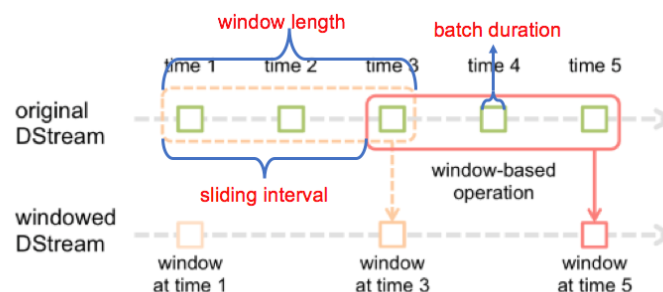 window length
batch duration
time 1 time 2 time 3 time 4 time 5
original
DStream
sliding interval
window-based
operation
windowed
DStream
window
at time 1
window
at time 3
window
at time 5